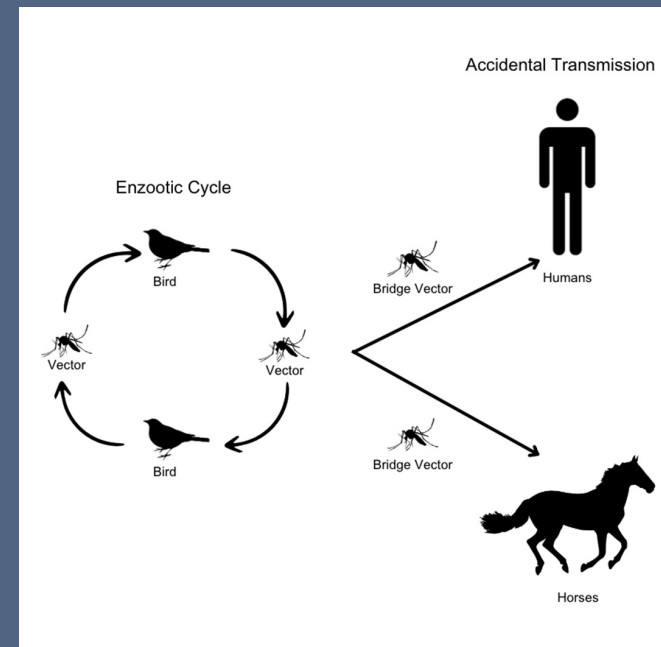 Accidental Transmission
Enzootic Cycle
Bird
Bridge Vector
Humans
Vector
Vector
Bird
Bridge Vector
Horses